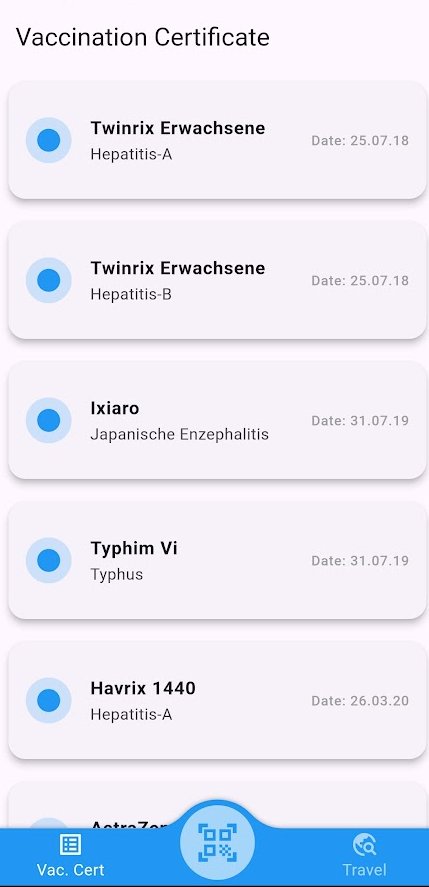 Vaccination Certificate
Twinrix Erwachsene
Hepatitis-A
Date: 25.07.18
Twinrix Erwachsene
Hepatitis-B
Date: 25.07.18
Ixiaro
Japanische Enzephalitis
Date: 31.07.19
Typhim Vi
Typhus
Date: 31.07.19
Havrix 1440
Hepatitis-A
Date: 26.03.20
Vac. Cert
Travel